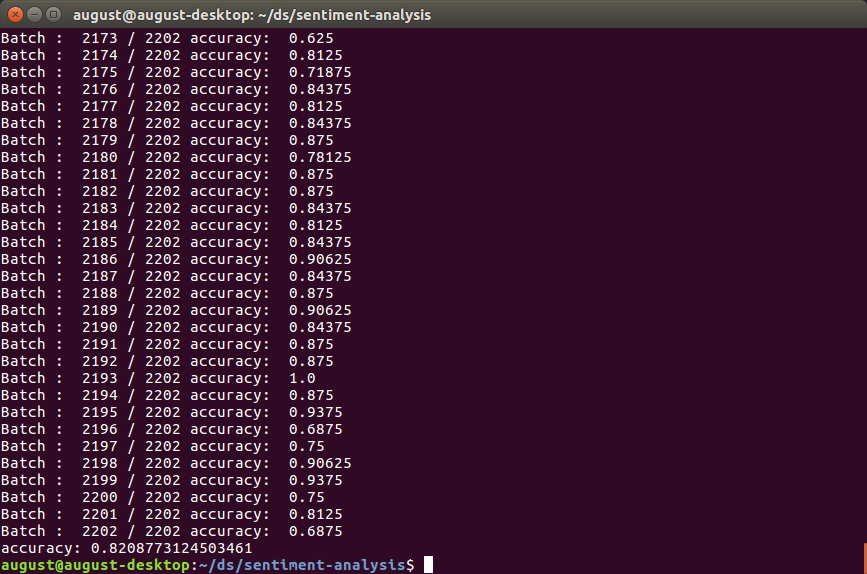 august@august-desktop: ~/ds/sentiment-analysis
Batch :  2173 / 2202 accuracy:  0.625
Batch :  2174 / 2202 accuracy:  0.8125
Batch :  2175 / 2202 accuracy:  0.71875
Batch :  2176 / 2202 accuracy:  0.84375
Batch :  2177 / 2202 accuracy:  0.8125
Batch :  2178 / 2202 accuracy:  0.84375
Batch :  2179 / 2202 accuracy:  0.875
Batch :  2180 / 2202 accuracy:  0.78125
Batch :  2181 / 2202 accuracy:  0.875
Batch :  2182 / 2202 accuracy:  0.875
Batch :  2183 / 2202 accuracy:  0.84375
Batch :  2184 / 2202 accuracy:  0.8125
Batch :  2185 / 2202 accuracy:  0.84375
Batch :  2186 / 2202 accuracy:  0.90625
Batch :  2187 / 2202 accuracy:  0.84375
Batch :  2188 / 2202 accuracy:  0.875
Batch :  2189 / 2202 accuracy:  0.90625
Batch :  2190 / 2202 accuracy:  0.84375
Batch :  2191 / 2202 accuracy:  0.875
Batch :  2192 / 2202 accuracy:  0.875
Batch :  2193 / 2202 accuracy:  1.0
Batch :  2194 / 2202 accuracy:  0.875
Batch :  2195 / 2202 accuracy:  0.9375
Batch :  2196 / 2202 accuracy:  0.6875
Batch :  2197 / 2202 accuracy:  0.75
Batch :  2198 / 2202 accuracy:  0.90625
Batch :  2199 / 2202 accuracy:  0.9375
Batch :  2200 / 2202 accuracy:  0.75
Batch :  2201 / 2202 accuracy:  0.8125
Batch :  2202 / 2202 accuracy:  0.6875
accuracy: 0.8208773124503461
august@august-desktop:~/ds/sentiment-analysis$